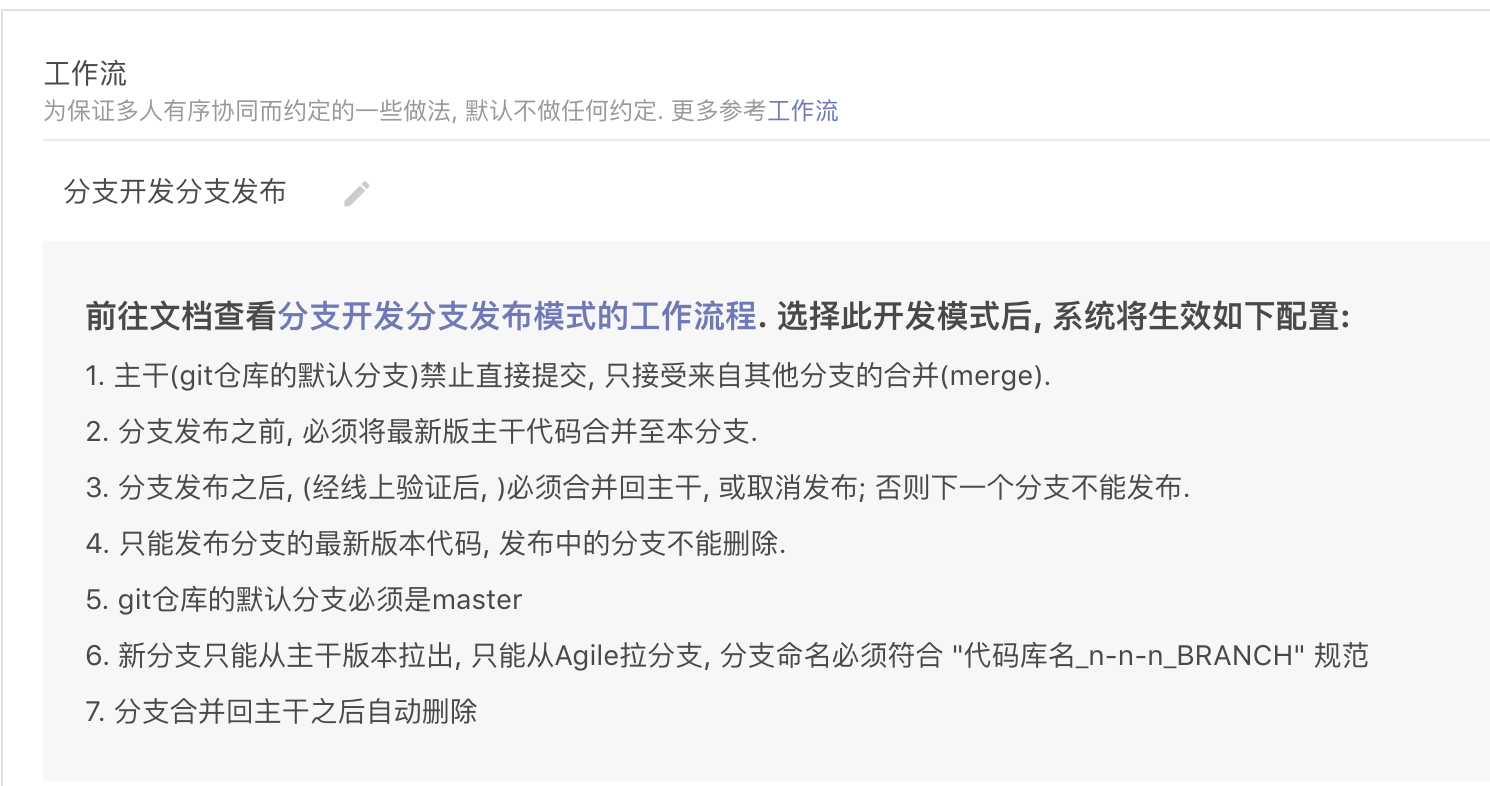 工作流
为保证多人有序协同而约定的一些做法, 默认不做任何约定. 更多参考工作流
分支开发分支发布
前往文档查看分支开发分支发布模式的工作流程. 选择此开发模式后, 系统将生效如下配置:
1. 主干(git仓库的默认分支)禁止直接提交, 只接受来自其他分支的合并(merge).
2. 分支发布之前, 必须将最新版主干代码合并至本分支.
3. 分支发布之后, (经线上验证后, )必须合并回主干, 或取消发布; 否则下一个分支不能发布.
4. 只能发布分支的最新版本代码, 发布中的分支不能删除.
5. git仓库的默认分支必须是master
6. 新分支只能从主干版本拉出, 只能从Agile拉分支, 分支命名必须符合 "代码库名_n-n-n_BRANCH" 规范
7. 分支合并回主干之后自动删除